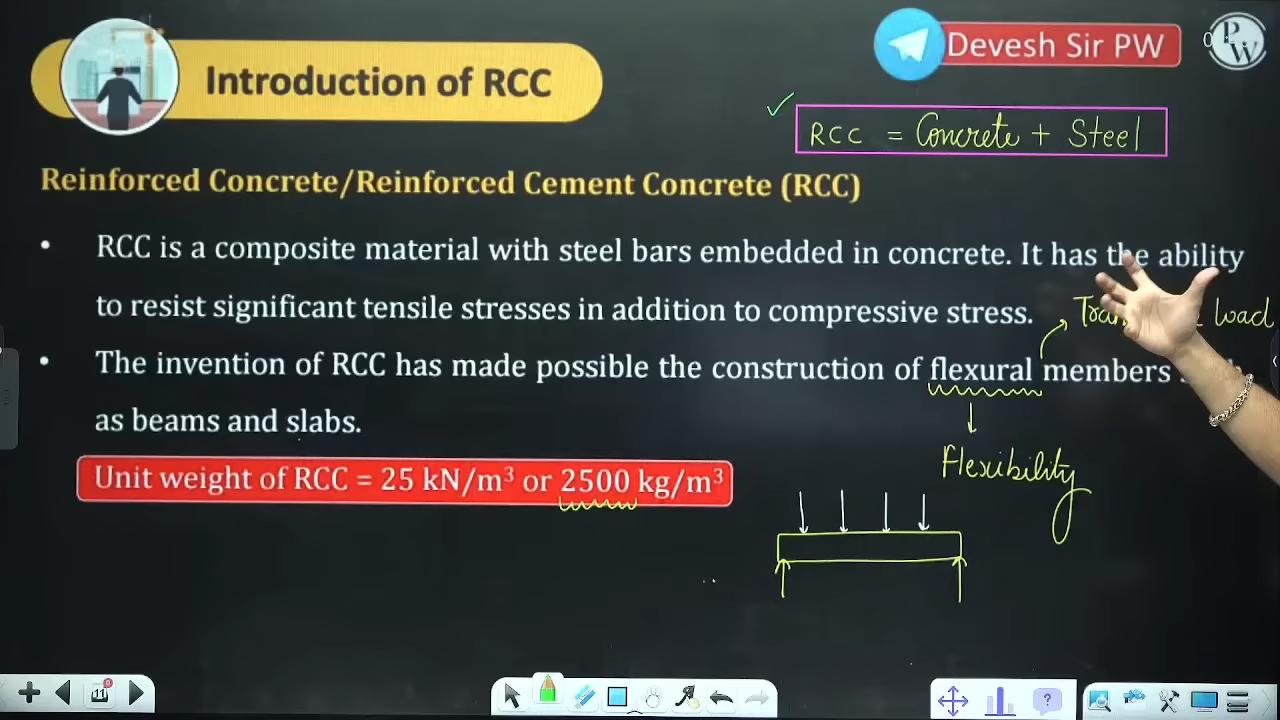 Devesh Sir PW
PW
Introduction of RCC
RCC = Concrete + Steel
Reinforced Concrete/Reinforced Cement Concrete (RCC)
• RCC is a composite material with steel bars embedded in concrete. It has the ability
to resist significant tensile stresses in addition to compressive stress.
load
• The invention of RCC has made possible the construction of flexural members
as beams and slabs.
Flexibility
Unit weight of RCC = 25 kN/m³ or 2500 kg/m³
11